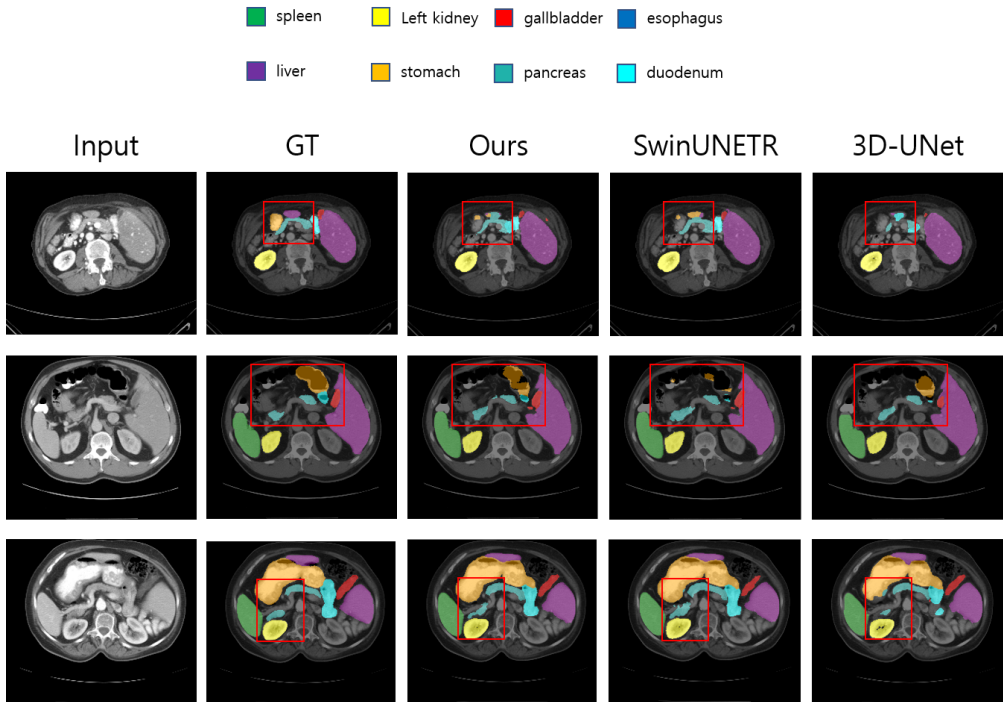 spleen Left kidney gallbladder esophagus
liver stomach pancreas duodenum
Input GT Ours SwinUNETR 3D-UNet